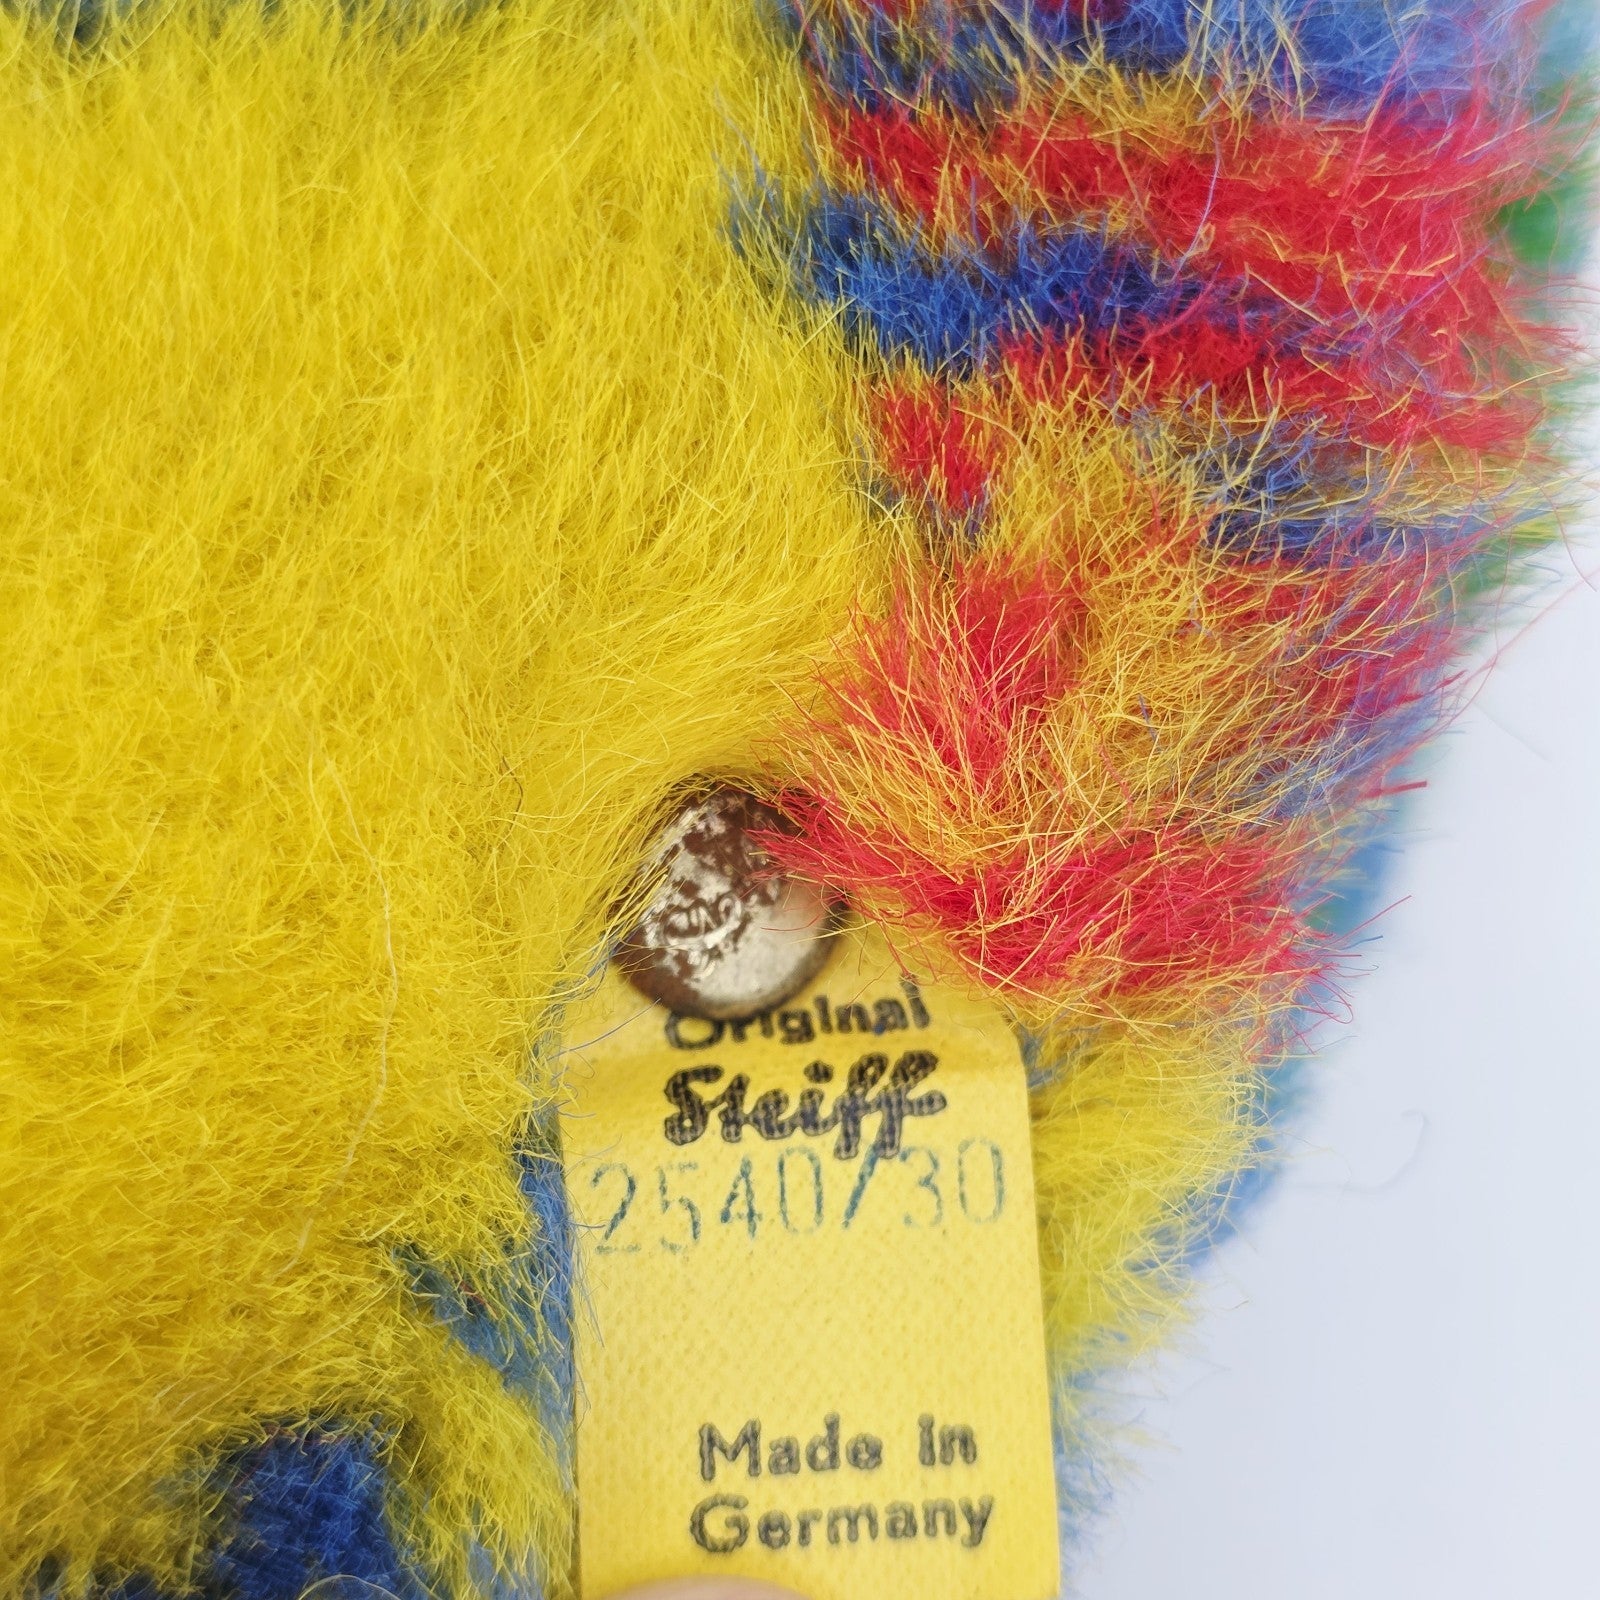 Original
Steiff
2540/30
Made in
Germany